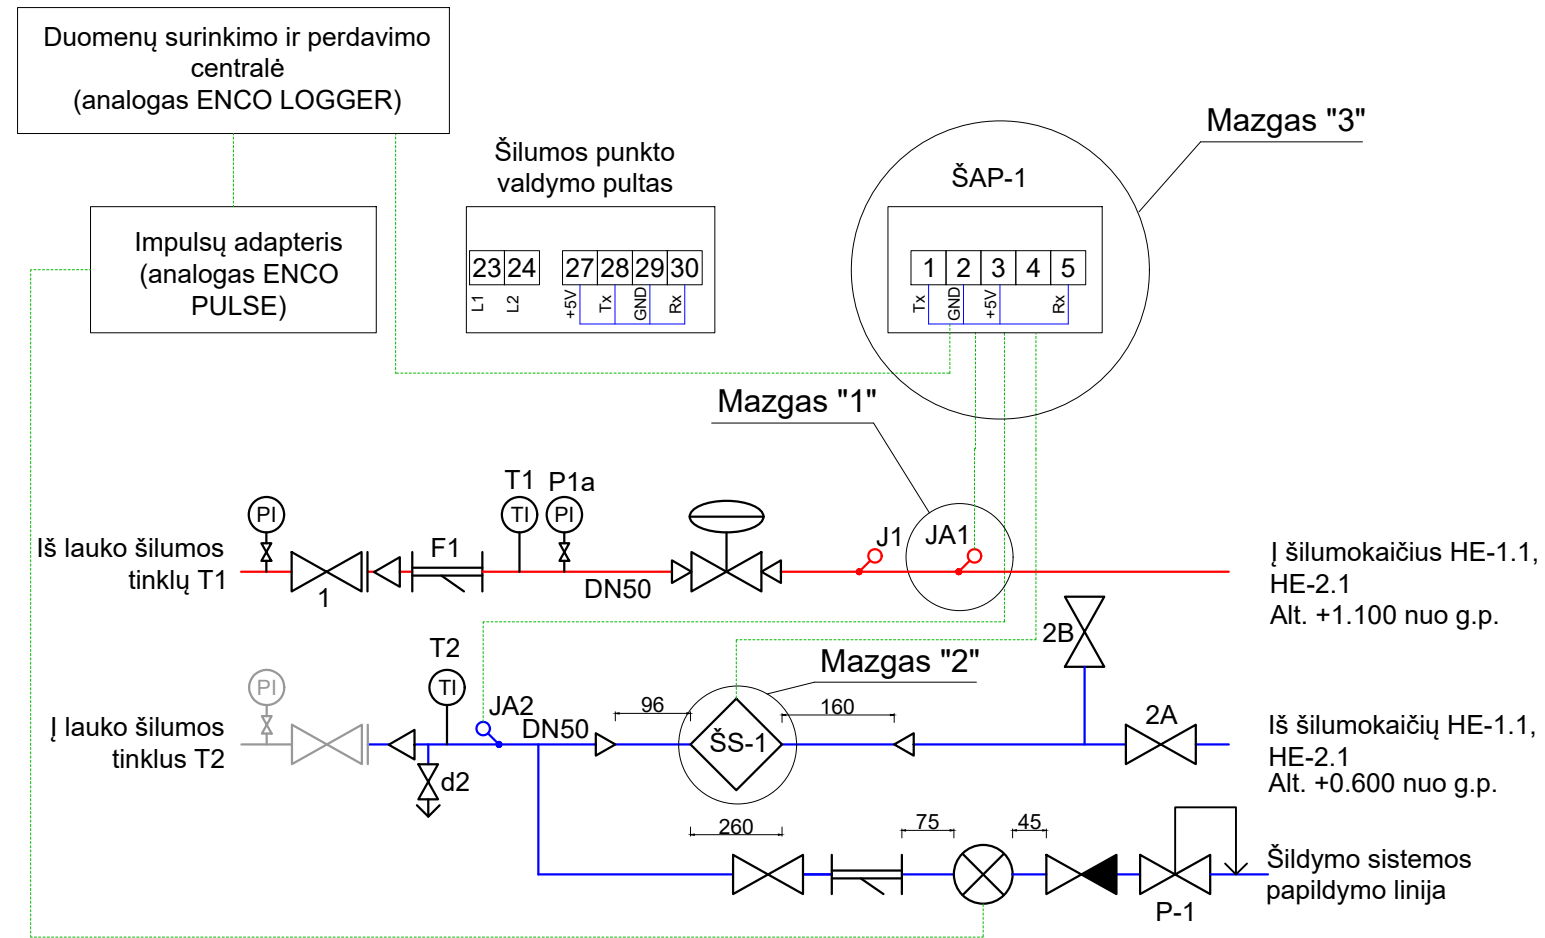 Duomenų surinkimo ir perdavimo
centralė
(analogas ENCO LOGGER)
Mazgas "3"
Šilumos punkto
valdymo pultas
ŠAP-1
Impulsų adapteris
(analogas ENCO
PULSE)
23 24 27 28 29 30
L1 L2 +5V Tx GND Rx
1 2 3 4 5
Tx GND +5V Rx
Mazgas "1"
T1 P1a
PI TI PI
J1 JA1
Iš lauko šilumos
tinklų T1
F1
1
DN50
Į šilumokaičius HE-1.1,
HE-2.1
Alt. +1.100 nuo g.p.
2B
T2
Mazgas "2"
PI TI
JA2
DN50
96
160
2A
Į lauko šilumos
tinklus T2
ŠS-1
d2
Iš šilumokaičių HE-1.1,
HE-2.1
Alt. +0.600 nuo g.p.
260
75
45
Šildymo sistemos
papildymo linija
P-1